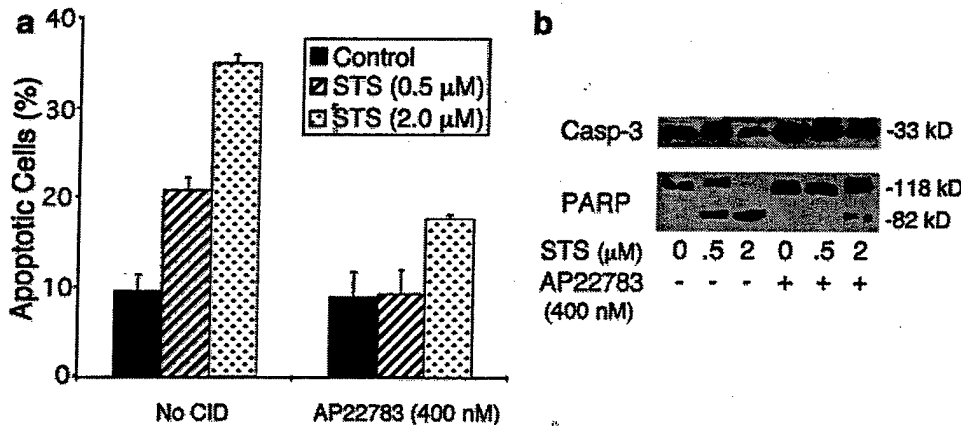 a
Apoptotic Cells (%)
40
30
20
10
0
Control
STS (0.5 µM)
STS (2.0 µM)
No CID
AP22783 (400 nM)
b
Casp-3
-33 kD
PARP
-118 kD
-82 kD
STS (µM) 0 .5 2 0 .5 2
AP22783 - - - + + +
(400 nM)